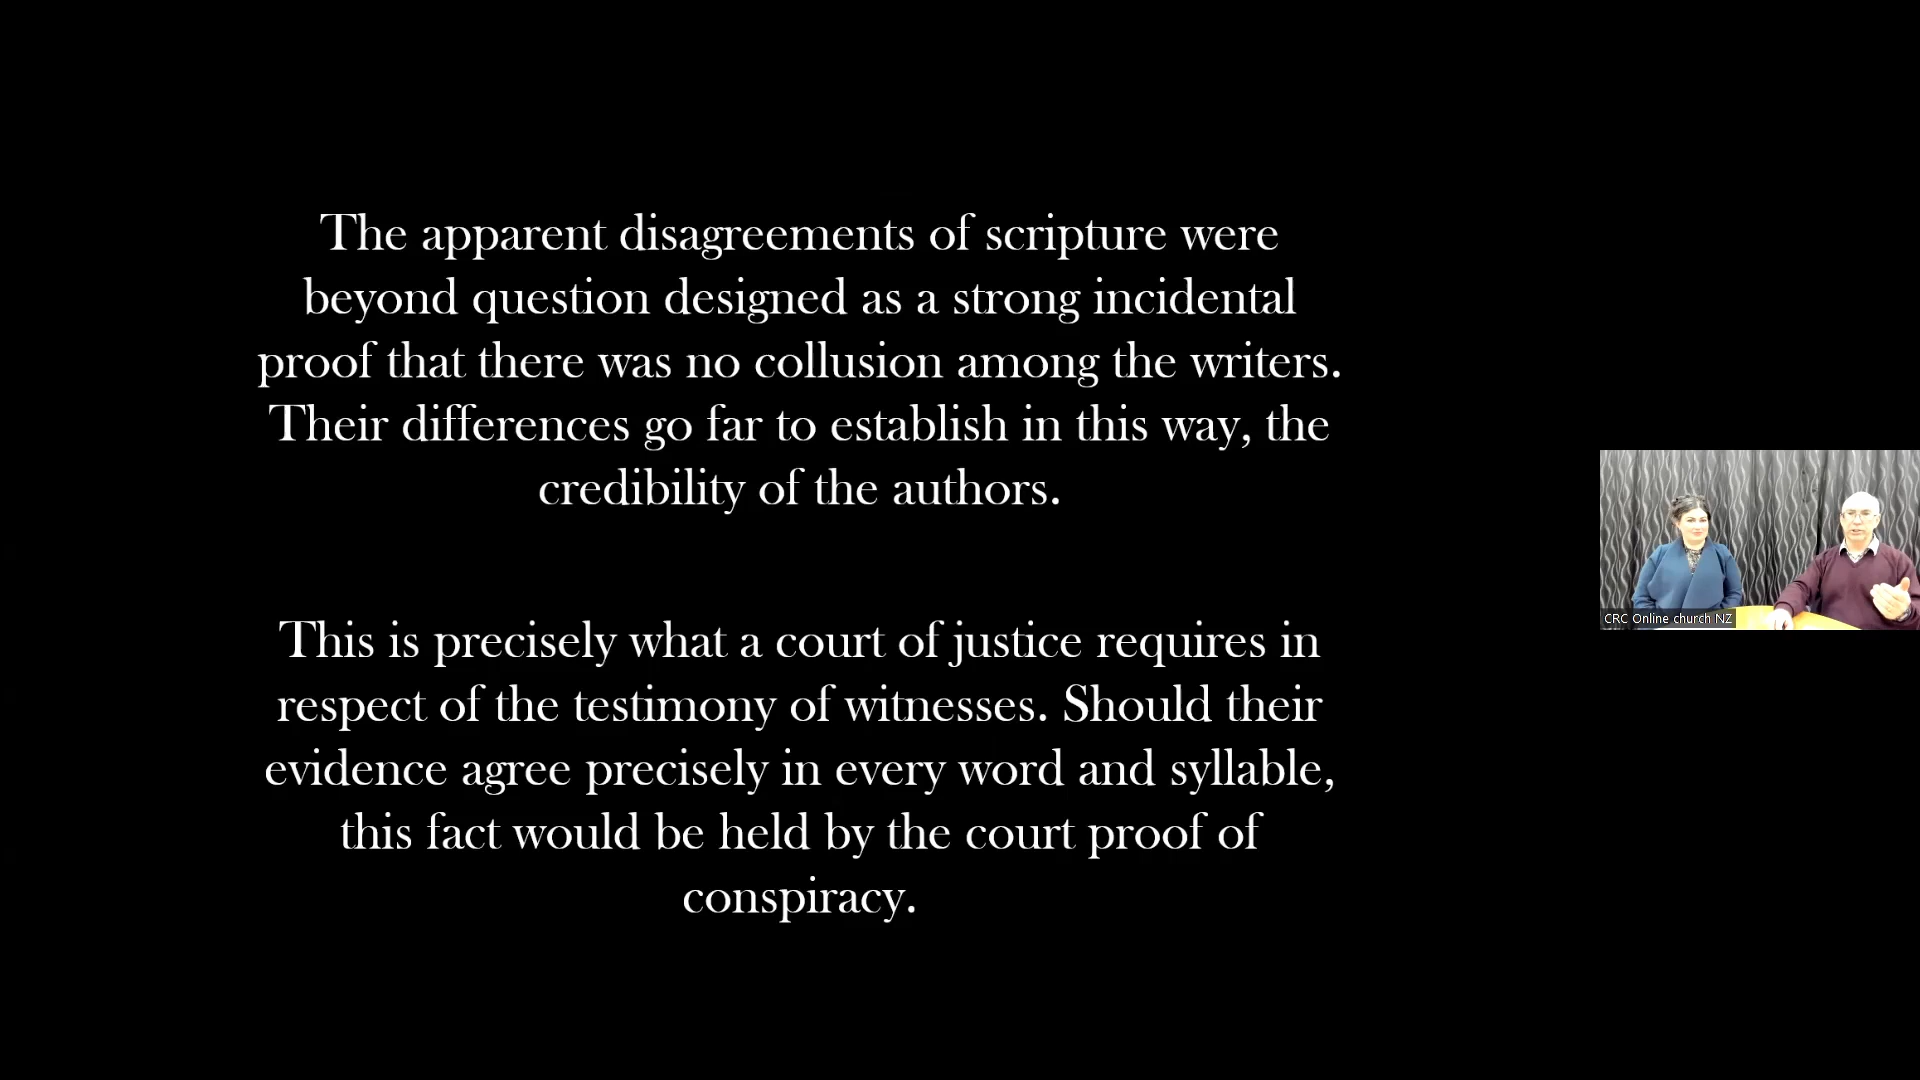 The apparent disagreements of scripture were
beyond question designed as a strong incidental
proof that there was no collusion among the writers.
Their differences go far to establish in this way, the
credibility of the authors.
This is precisely what a court of justice requires in
respect of the testimony of witnesses. Should their
evidence agree precisely in every word and syllable,
this fact would be held by the court proof of
conspiracy.
CRC Online church NZ